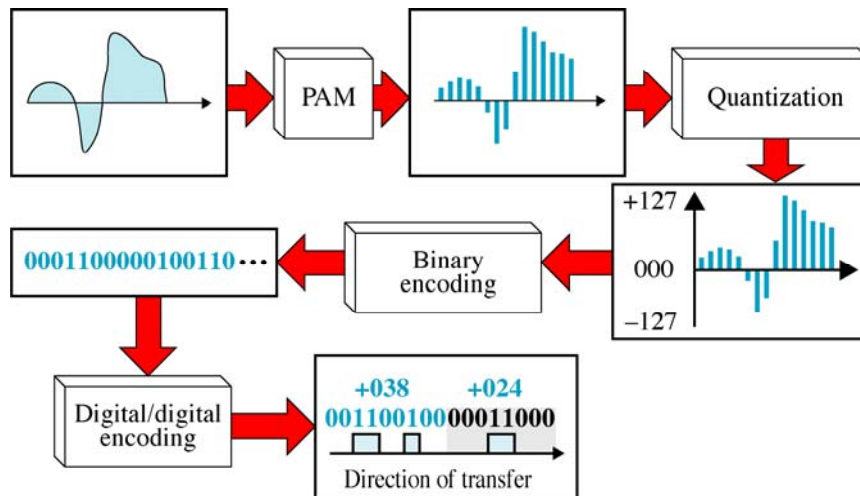 PAM
Quantization
+127
000
−127
Binary
encoding
0001100000100110 •••
Digital/digital
encoding
+038 +024
00110010000011000
Direction of transfer